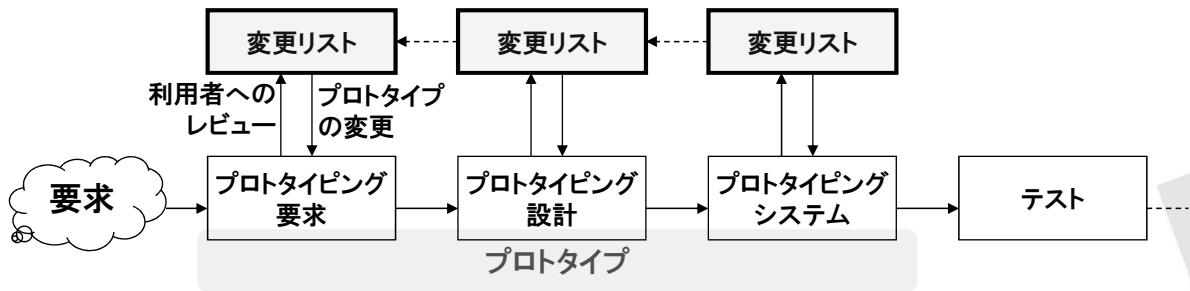 変更リスト
変更リスト
変更リスト
利用者への
レビュー
プロトタイプ
の変更
要求
プロトタイピング
要求
プロトタイピング
設計
プロトタイピング
システム
テスト
プロトタイプ